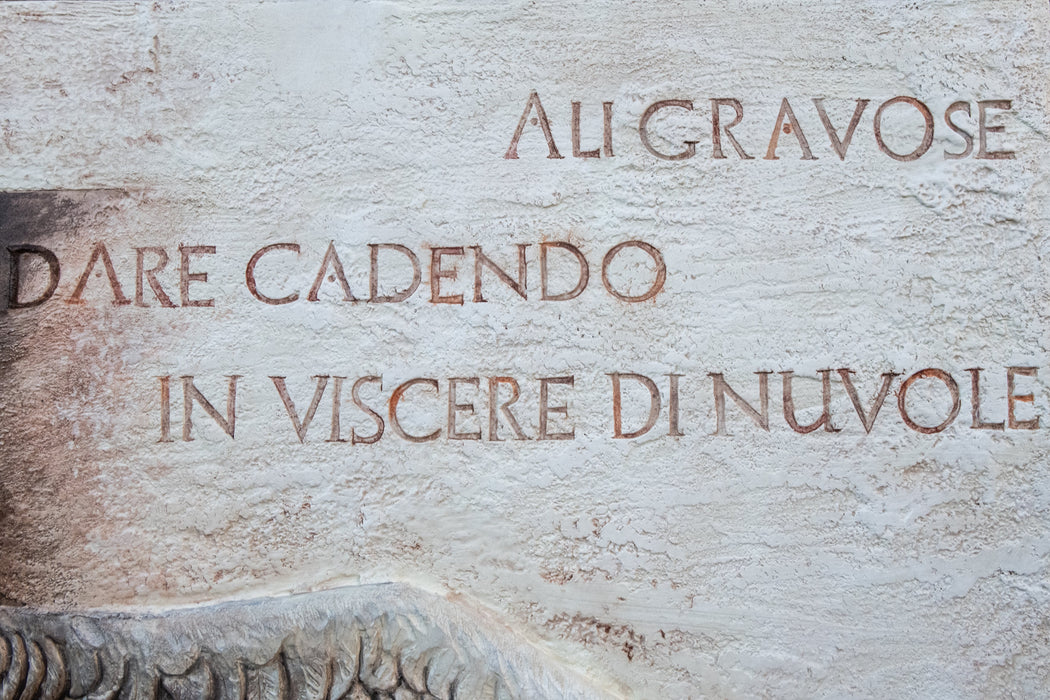 ALI GRAVOSE
DARE CADENDO
IN VISCERE DI NUVOLE